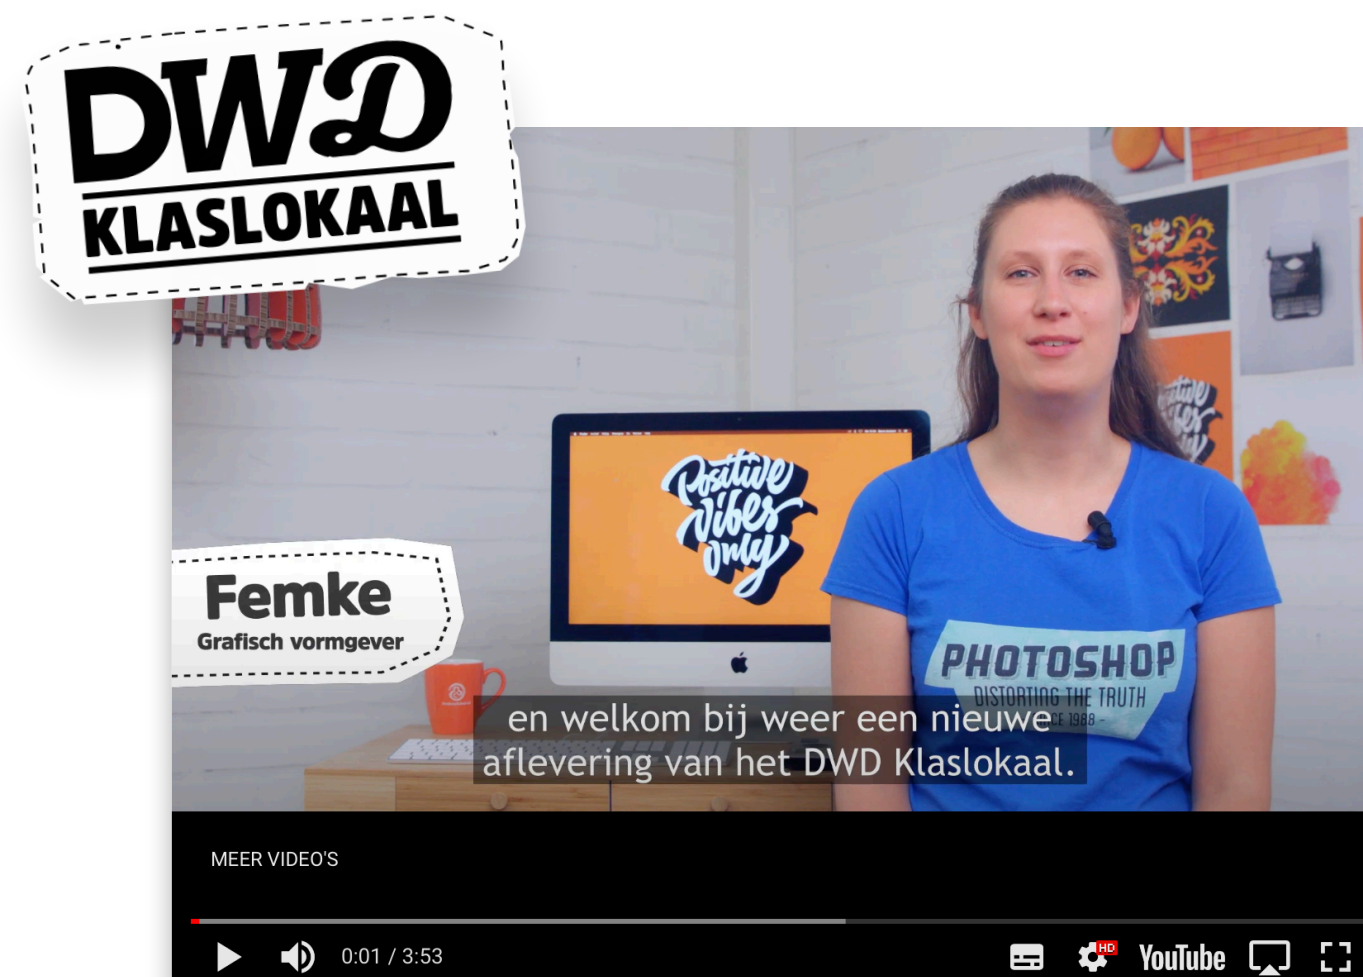 DWD
KLASLOKAAL
Positive
vibes
only
Femke
Grafisch vormgever
PHOTOSHOP
DISTORTING THE TRUTH
1988 -
en welkom bij weer een nieuwe
aflevering van het DWD Klaslokaal.
MEER VIDEO'S
0:01 / 3:53
HD
YouTube